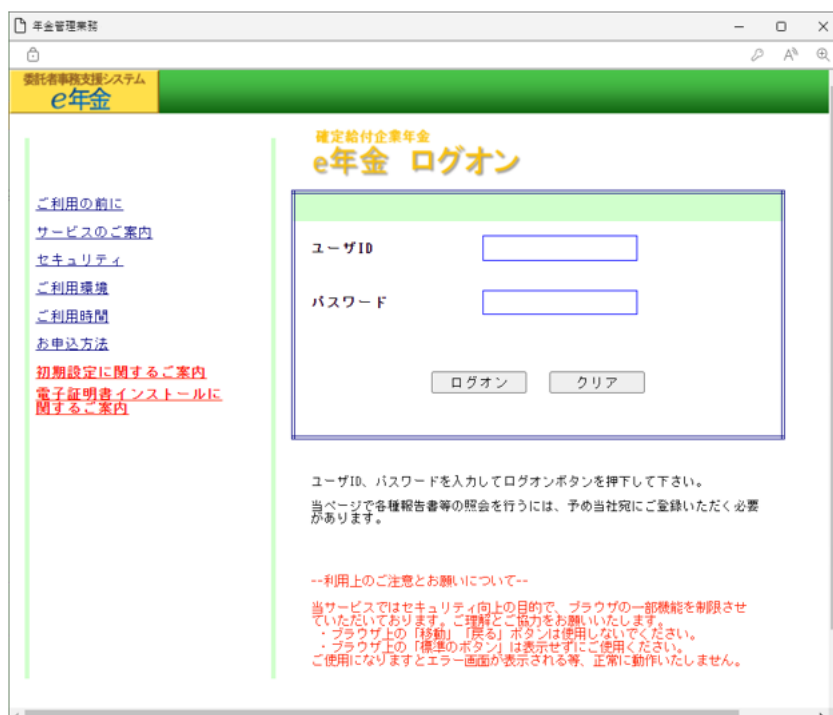 年金管理業務
委託者事務支援システム
e年金
ご利用の前に
サービスのご案内
セキュリティ
ご利用環境
ご利用時間
お申込方法
初期設定に関するご案内
電子証明書インストールに
関するご案内
確定給付企業年金
e年金 ログオン
ユーザID
パスワード
ログオン
クリア
ユーザID、パスワードを入力してログオンボタンを押下して下さい。
当ページで各種報告書等の照会を行うには、予め当社宛にご登録いただく必要
があります。
--利用上のご注意とお願いについて--
当サービスではセキュリティ向上の目的で、ブラウザの一部機能を制限させ
ていただいております。ご理解とご協力をお願いいたします。
・ブラウザ上の「移動」「戻る」ボタンは使用しないでください。
・ブラウザ上の「標準のボタン」は表示せずにご使用ください。
ご使用になりますとエラー画面が表示される等、正常に動作いたしません。